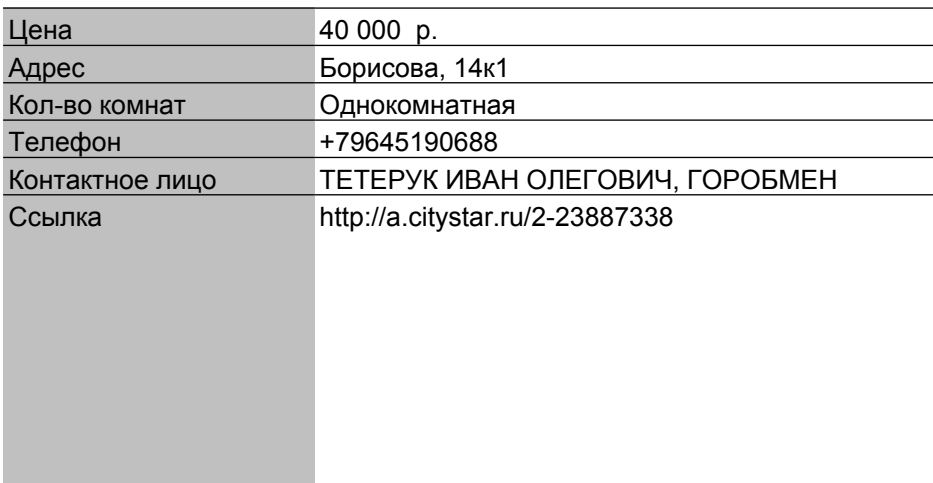 Цена 40 000 р.
Адрес Борисова, 14к1
Кол-во комнат Однокомнатная
Телефон +79645190688
Контактное лицо ТЕТЕРУК ИВАН ОЛЕГОВИЧ, ГОРОБМЕН
Ссылка http://a.citystar.ru/2-23887338